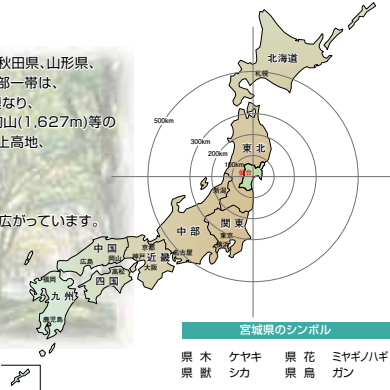 秋田県、山形県、
部一帯は、
なり、
山(1,627m)等の
上高地、
広がっています。
北海道
札幌
500km
300km
200km
100km
東北
仙台
新潟
関東
東京
横浜
中部
名古屋
近畿
京都
神戸
大阪
中国
広島
岡山
四国
高松
九州
福岡
鹿児島
宮城県のシンボル
県木 ケヤキ 県花 ミヤギノハギ
県獣 シカ 県鳥 ガン